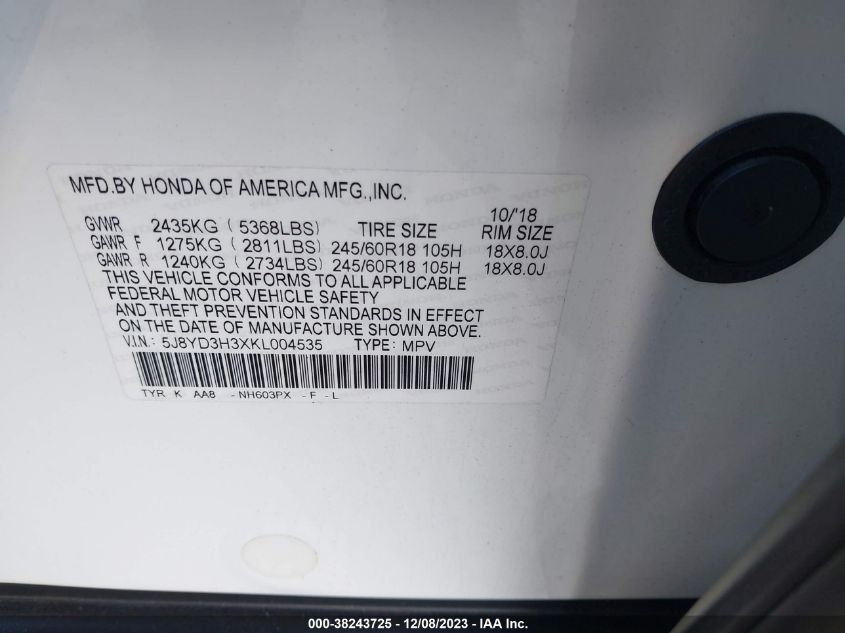 MFD.BY HONDA OF AMERICA MFG.,INC.
10/'18
GVWR 2435KG ( 5368LBS) TIRE SIZE RIM SIZE
GAWR F 1275KG ( 2811LBS) 245/60R18 105H 18X8.0J
GAWR R 1240KG ( 2734LBS) 245/60R18 105H 18X8.0J
THIS VEHICLE CONFORMS TO ALL APPLICABLE
FEDERAL MOTOR VEHICLE SAFETY
AND THEFT PREVENTION STANDARDS IN EFFECT
ON THE DATE OF MANUFACTURE SHOWN ABOVE.
V.I.N.: 5J8YD3H3XKL004535 TYPE: MPV
TYR K AA8 - NH603PX - F - L
000-38243725 - 12/08/2023 - IAA Inc.